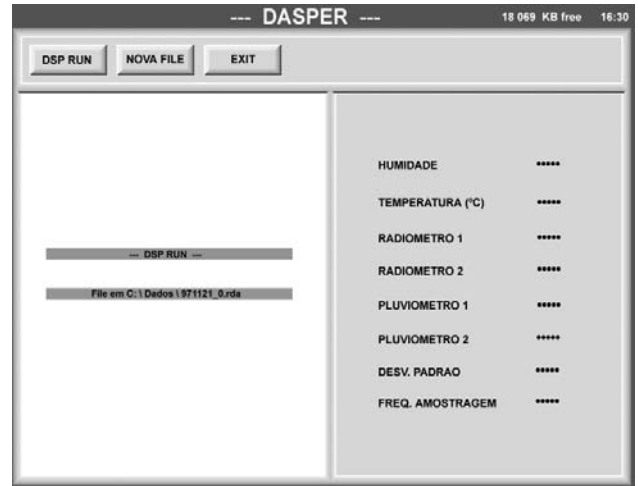 --- DASPER --- 18 069 KB free 16:30
DSP RUN NOVA FILE EXIT
--- DSP RUN ---
File em C: \ Dados \ 971121_0.rda
HUMIDADE •••••
TEMPERATURA (ºC) •••••
RADIOMETRO 1 •••••
RADIOMETRO 2 •••••
PLUVIOMETRO 1 •••••
PLUVIOMETRO 2 •••••
DESV. PADRAO •••••
FREQ. AMOSTRAGEM •••••